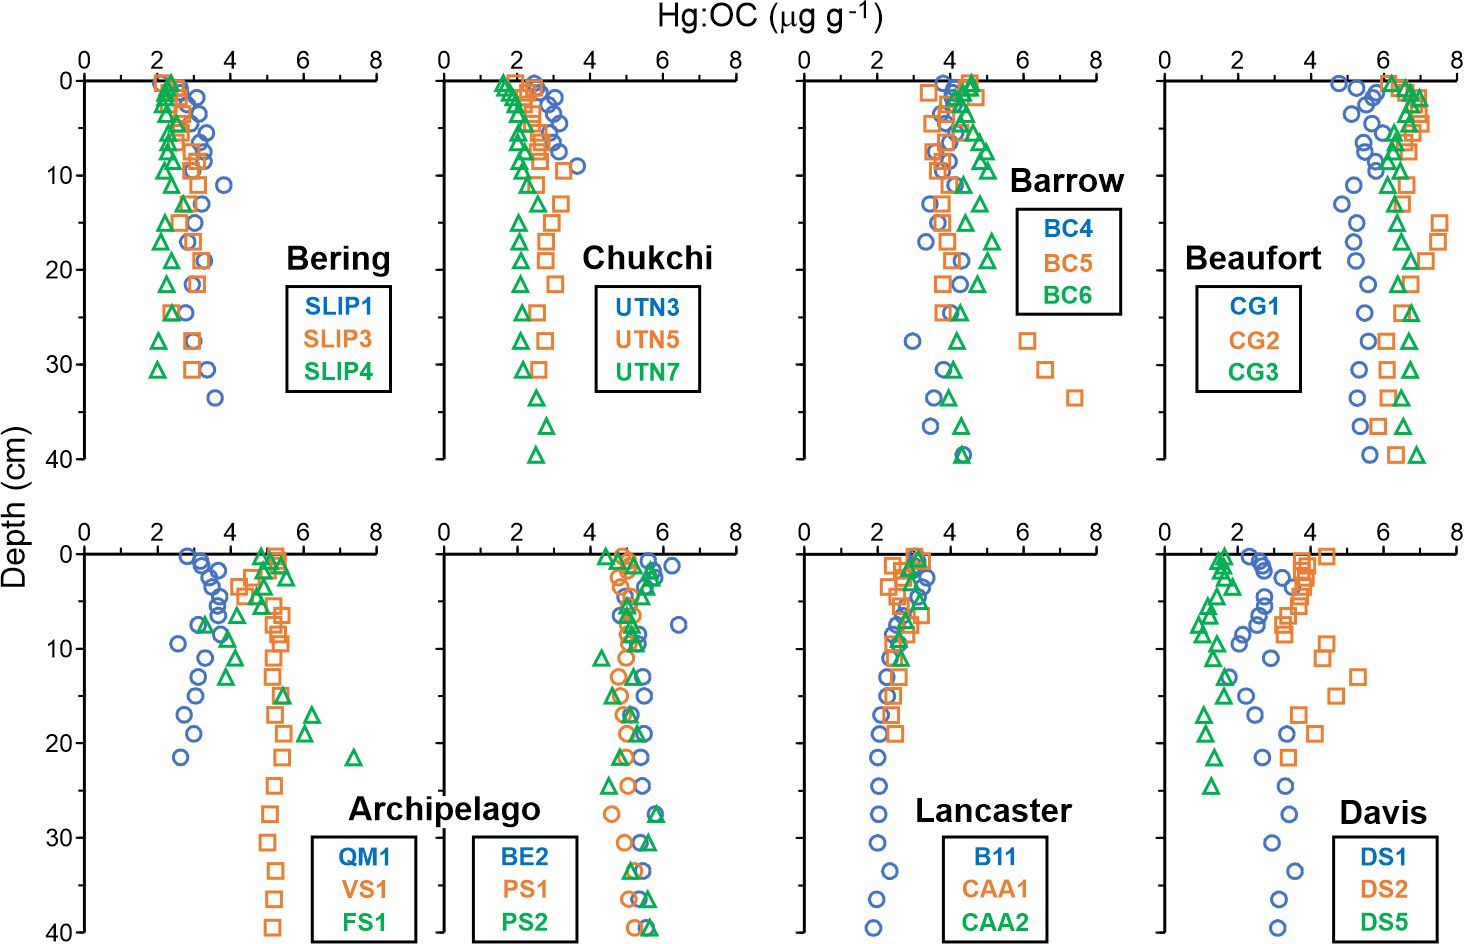 Hg:OC (μg g⁻¹)
0 2 4 6 8 0 2 4 6 8 0 2 4 6 8 0 2 4 6 8
0
10
20
30
40
Bering
SLIP1
SLIP3
SLIP4
Chukchi
UTN3
UTN5
UTN7
Barrow
BC4
BC5
BC6
Beaufort
CG1
CG2
CG3
Depth (cm)
0 2 4 6 8 0 2 4 6 8 0 2 4 6 8 0 2 4 6 8
0
10
20
30
40
Archipelago
QM1
VS1
FS1
BE2
PS1
PS2
Lancaster
B11
CAA1
CAA2
Davis
DS1
DS2
DS5